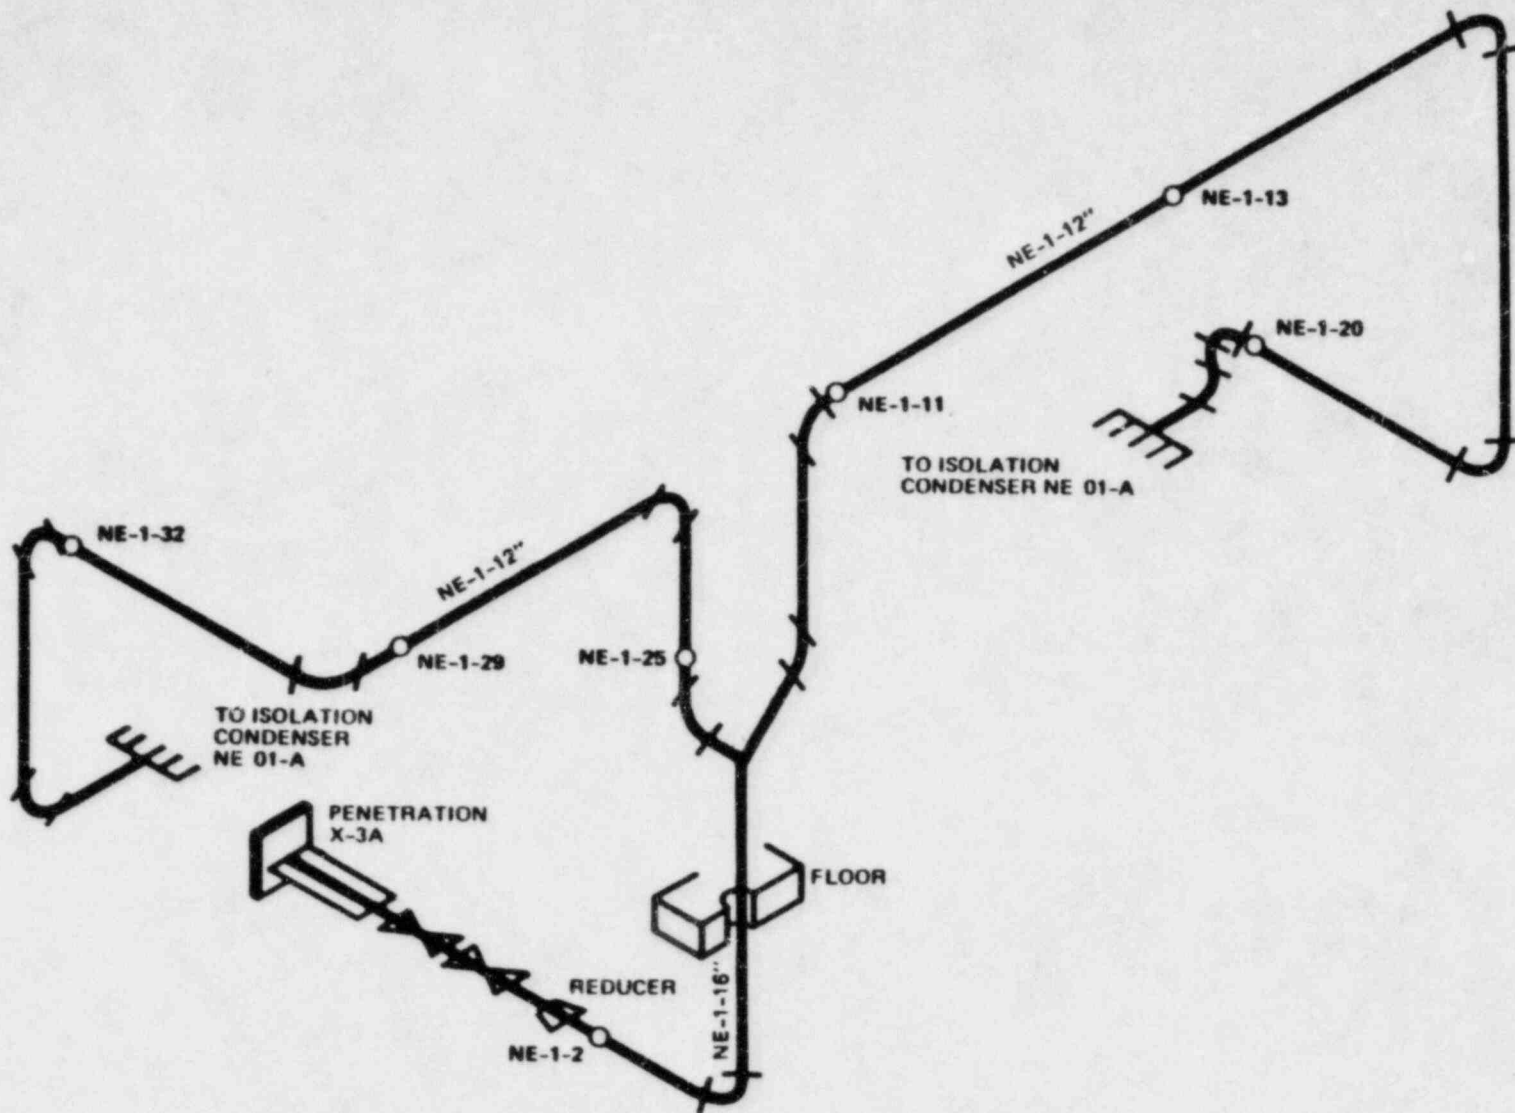 NE-1-13
NE-1-12"
NE-1-20
NE-1-11
TO ISOLATION
CONDENSER NE 01-A
NE-1-32
NE-1-12"
NE-1-29
NE-1-25
TO ISOLATION
CONDENSER
NE 01-A
PENETRATION
X-3A
FLOOR
REDUCER
NE-1-16"
NE-1-2